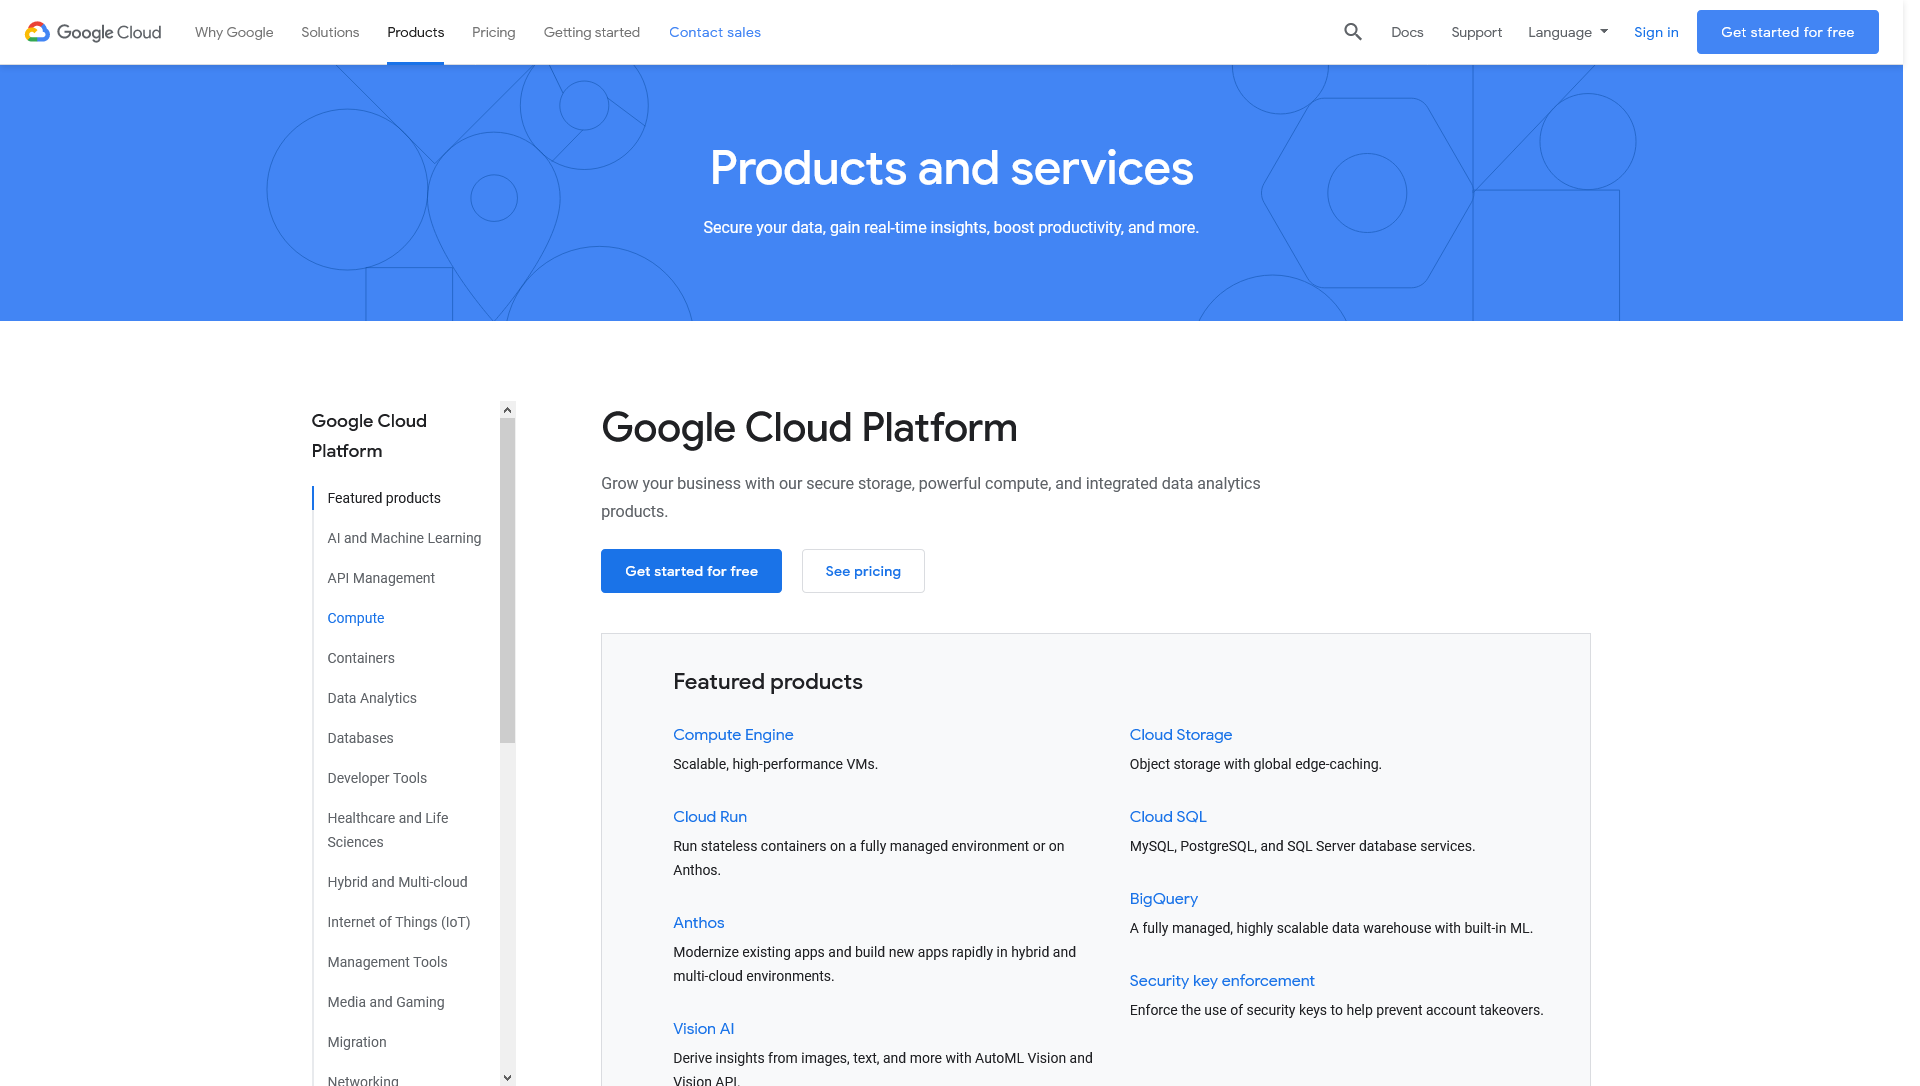 Google Cloud
Why Google
Solutions
Products
Pricing
Getting started
Contact sales
Docs
Support
Language
Sign in
Get started for free
Products and services
Secure your data, gain real-time insights, boost productivity, and more.
Google Cloud
Platform
Featured products
AI and Machine Learning
API Management
Compute
Containers
Data Analytics
Databases
Developer Tools
Healthcare and Life
Sciences
Hybrid and Multi-cloud
Internet of Things (IoT)
Management Tools
Media and Gaming
Migration
Networking
Google Cloud Platform
Grow your business with our secure storage, powerful compute, and integrated data analytics
products.
Get started for free
See pricing
Featured products
Compute Engine
Scalable, high-performance VMs.
Cloud Run
Run stateless containers on a fully managed environment or on
Anthos.
Anthos
Modernize existing apps and build new apps rapidly in hybrid and
multi-cloud environments.
Vision AI
Derive insights from images, text, and more with AutoML Vision and
Vision API.
Cloud Storage
Object storage with global edge-caching.
Cloud SQL
MySQL, PostgreSQL, and SQL Server database services.
BigQuery
A fully managed, highly scalable data warehouse with built-in ML.
Security key enforcement
Enforce the use of security keys to help prevent account takeovers.